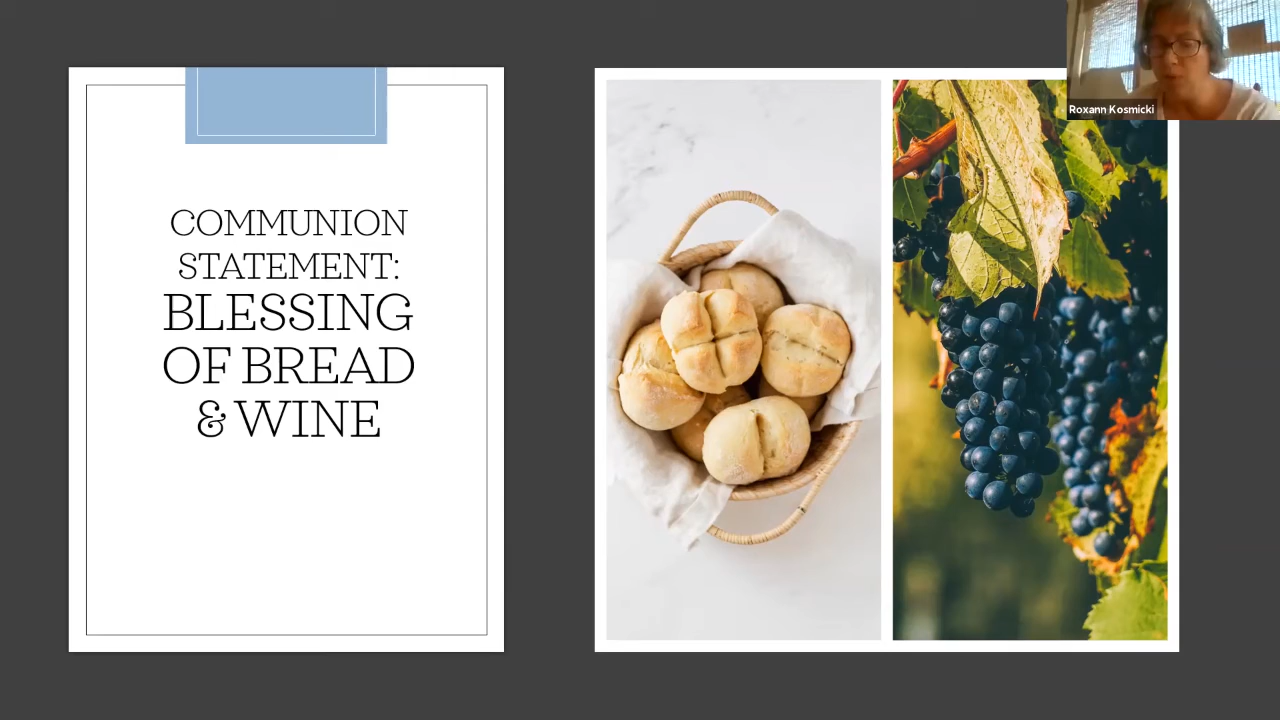 COMMUNION
STATEMENT:
BLESSING
OF BREAD
& WINE
Roxann Kosmicki